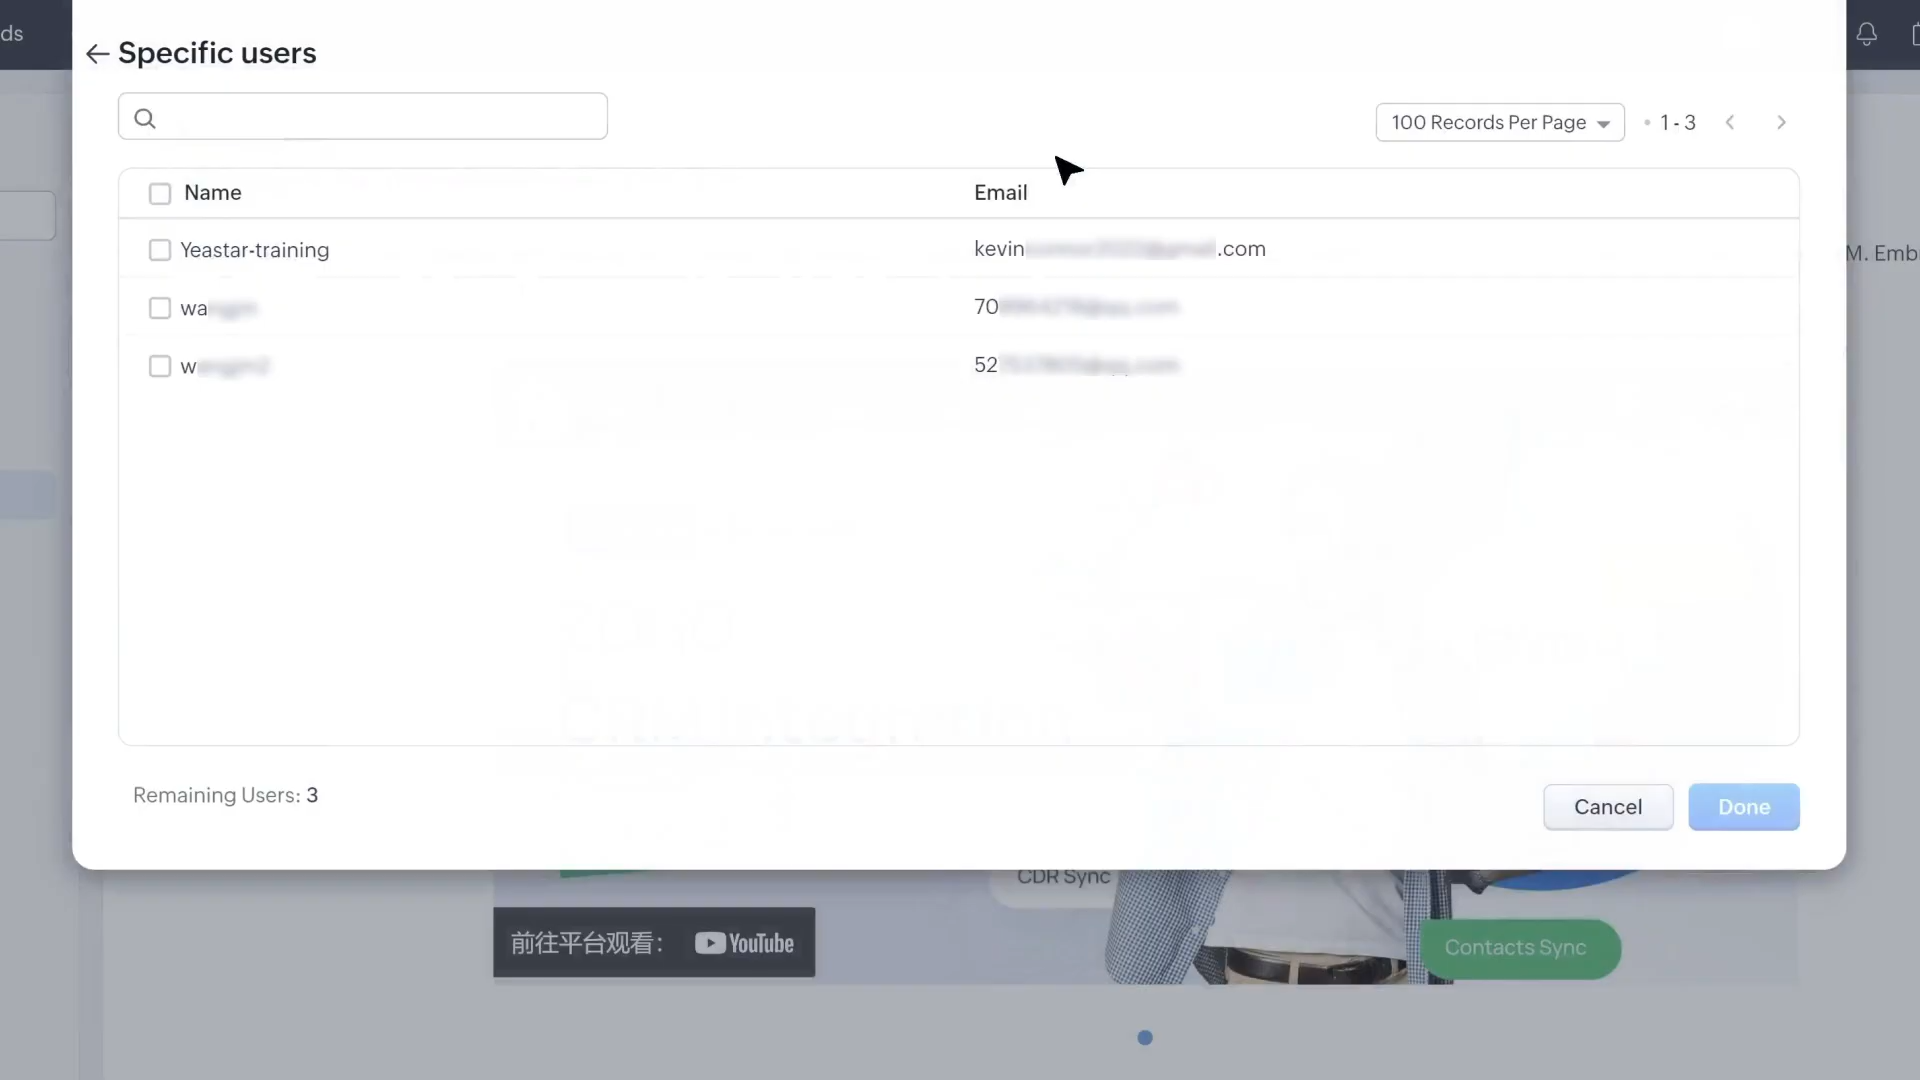 ds
Specific users
100 Records Per Page
1 - 3
Name Email
Yeastar-training kevin .com
wa 70
w 52
M. Emb
Remaining Users: 3
Cancel
Done
CDR Sync
前往平台观看：
YouTube
Contacts Sync